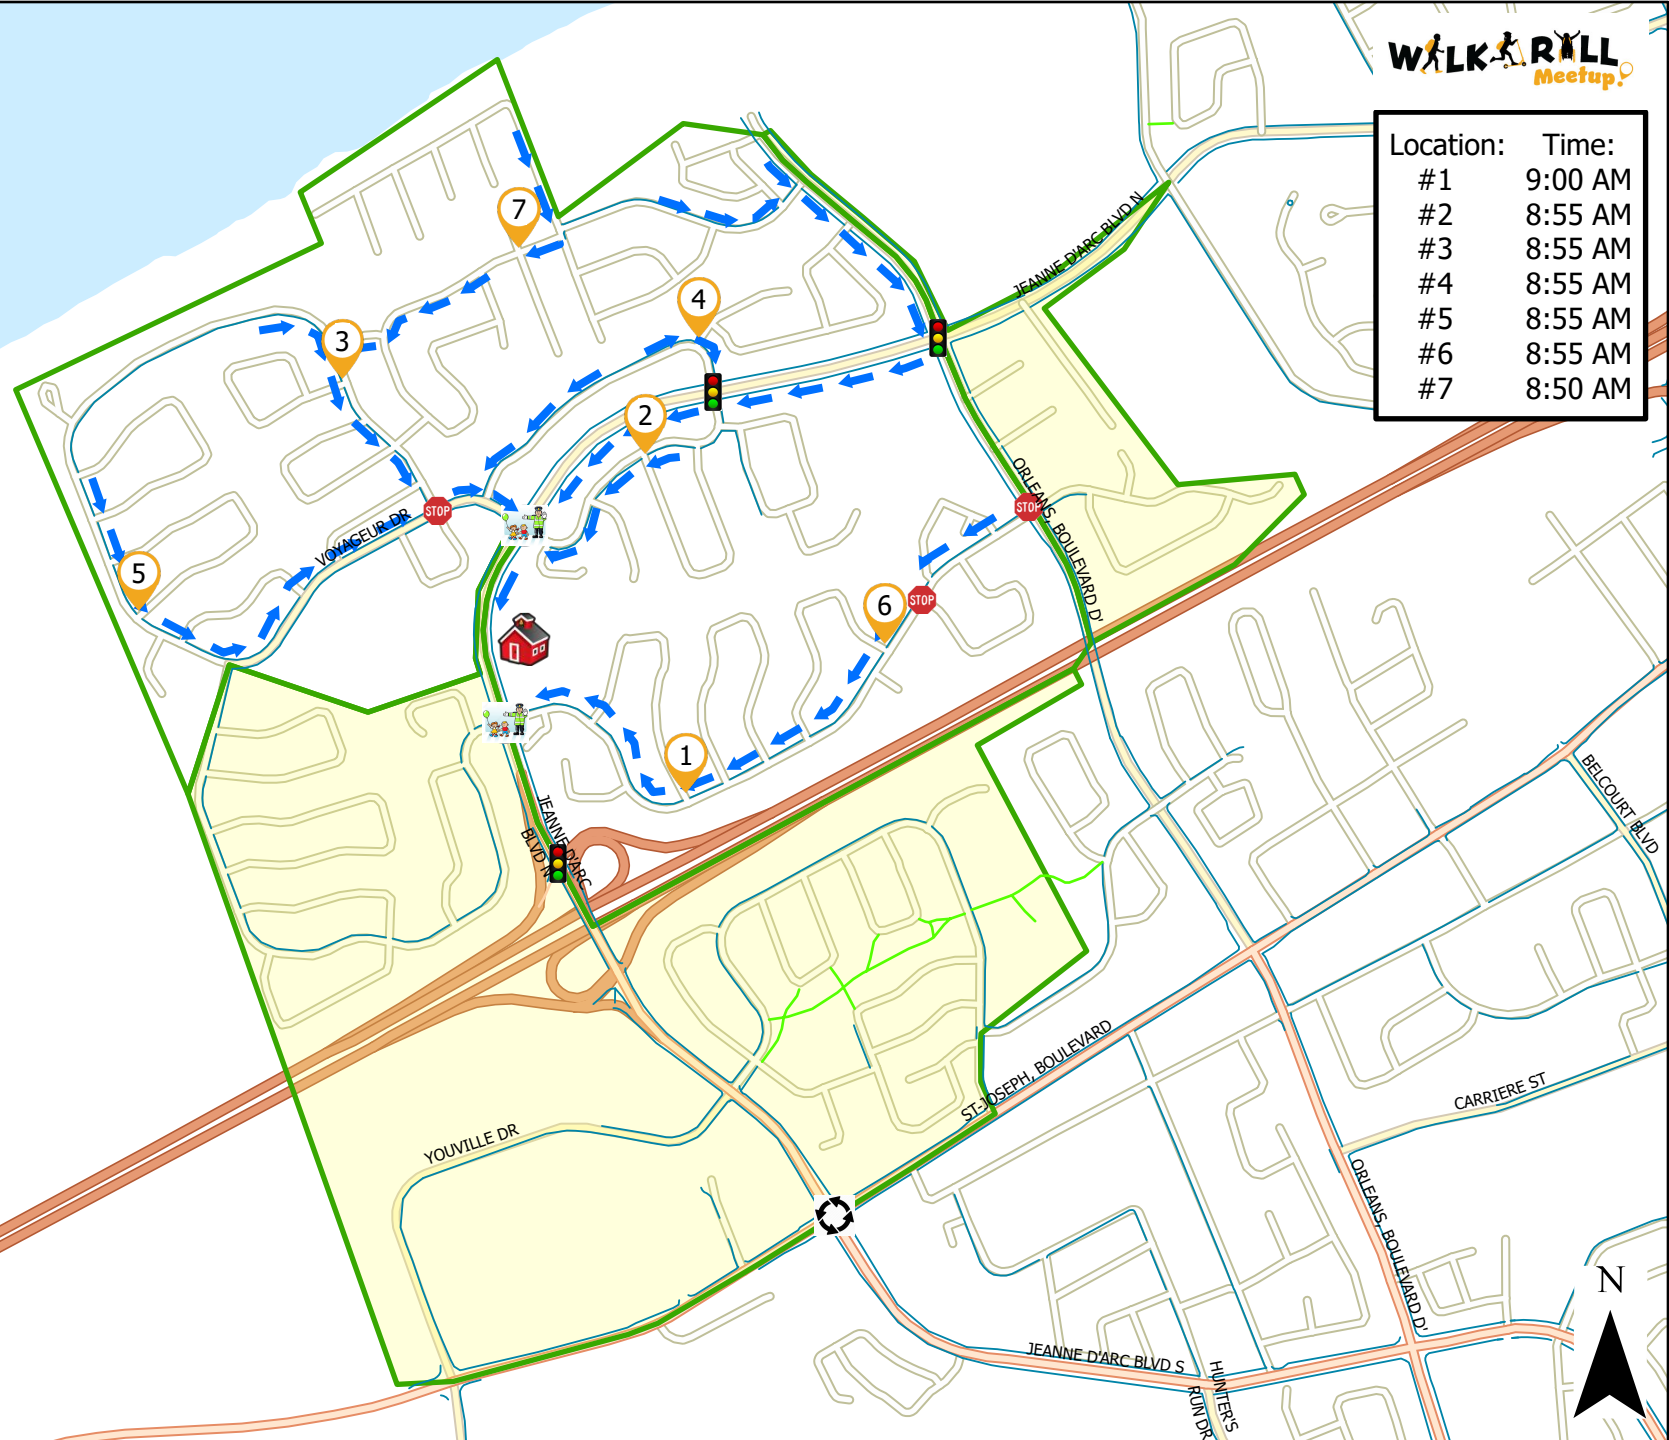 WALK & ROLL
Meetup!
Location: Time:
#1 9:00 AM
#2 8:55 AM
#3 8:55 AM
#4 8:55 AM
#5 8:55 AM
#6 8:55 AM
#7 8:50 AM
JEANNE D'ARC BLVD N
7
4
3
2
ORLEANS, BOULEVARD D'
STOP
STOP
VOYAGEUR DR
5
6
STOP
1
JEANNE D'ARC
BLVD N
BELCOURT BLVD
ST-JOSEPH, BOULEVARD
CARRIERE ST
YOUVILLE DR
ORLEANS, BOULEVARD D'
N
JEANNE D'ARC BLVD S
HUNTER'S
RUN DR